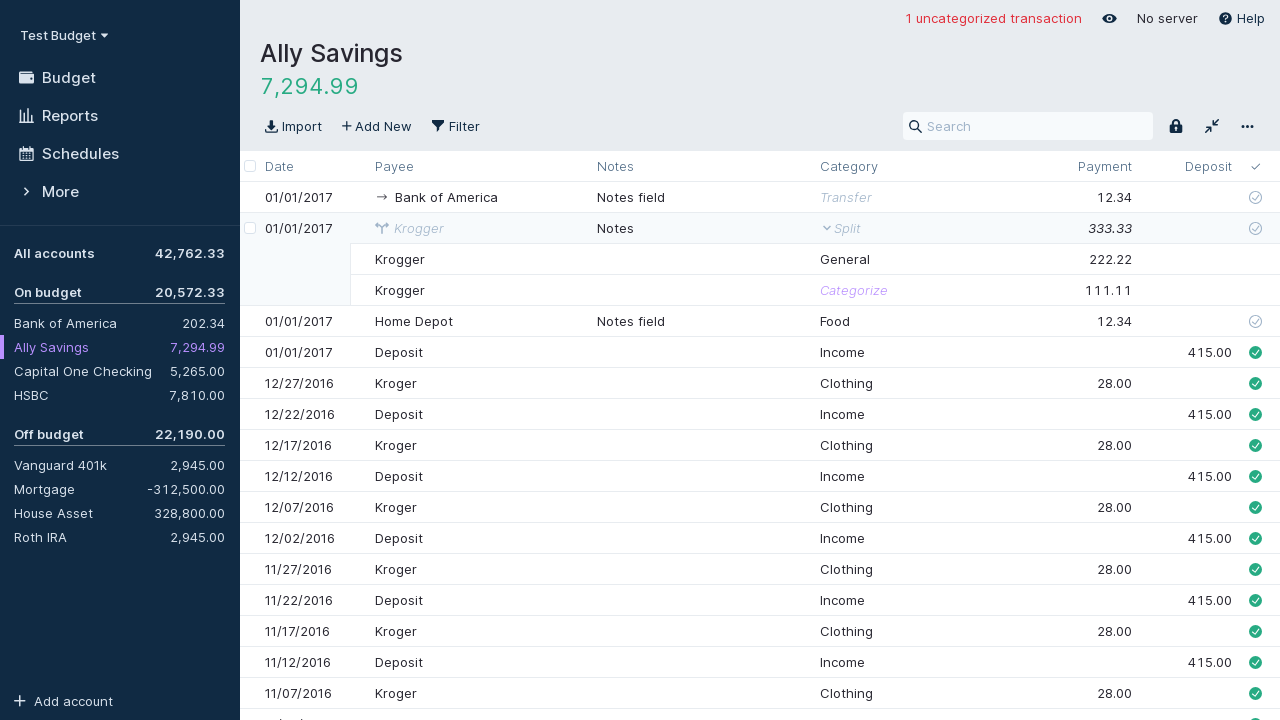 Test Budget
Budget
Reports
Schedules
More
All accounts 42,762.33
On budget 20,572.33
Bank of America 202.34
Ally Savings 7,294.99
Capital One Checking 5,265.00
HSBC 7,810.00
Off budget 22,190.00
Vanguard 401k 2,945.00
Mortgage -312,500.00
House Asset 328,800.00
Roth IRA 2,945.00
Add account
1 uncategorized transaction No server Help
Ally Savings
7,294.99
Import Add New Filter Search
Date Payee Notes Category Payment Deposit
01/01/2017 Bank of America Notes field Transfer 12.34
01/01/2017 Krogger Notes Split 333.33
Krogger General 222.22
Krogger Categorize 111.11
01/01/2017 Home Depot Notes field Food 12.34
01/01/2017 Deposit Income 415.00
12/27/2016 Kroger Clothing 28.00
12/22/2016 Deposit Income 415.00
12/17/2016 Kroger Clothing 28.00
12/12/2016 Deposit Income 415.00
12/07/2016 Kroger Clothing 28.00
12/02/2016 Deposit Income 415.00
11/27/2016 Kroger Clothing 28.00
11/22/2016 Deposit Income 415.00
11/17/2016 Kroger Clothing 28.00
11/12/2016 Deposit Income 415.00
11/07/2016 Kroger Clothing 28.00